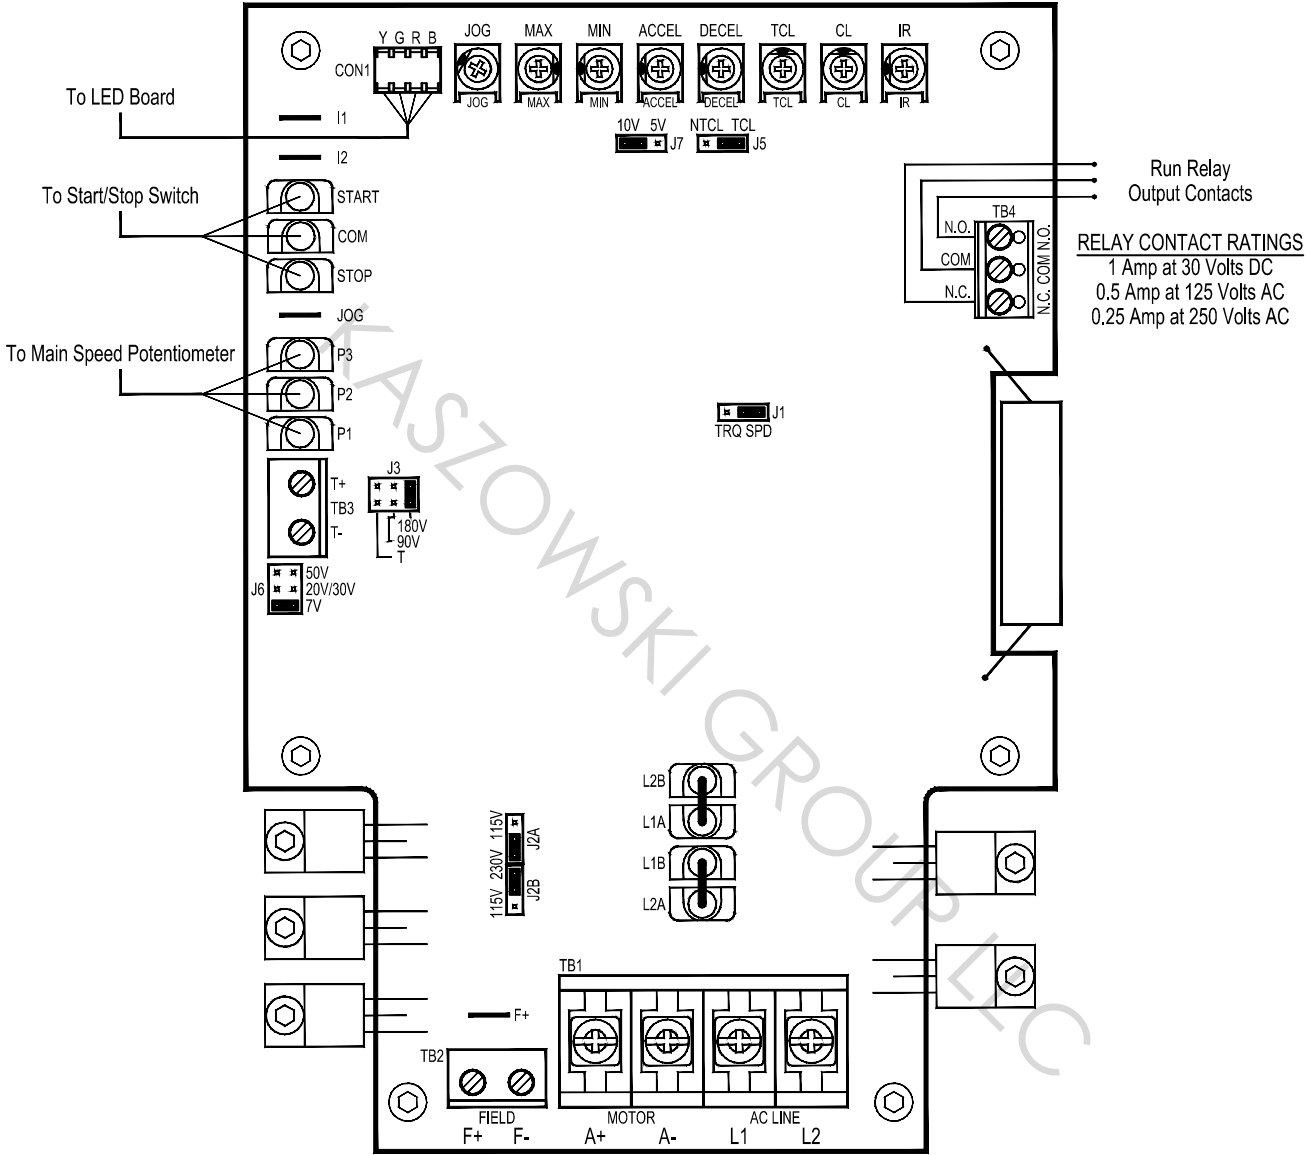 Y G R B
CON1
JOG
MAX
MIN
ACCEL
DECEL
TCL
CL
IR
JOG
MAX
MIN
ACCEL
DECEL
TCL
CL
IR
To LED Board
I1
I2
10V 5V
J7
NTCL TCL
J5
To Start/Stop Switch
START
COM
STOP
JOG
Run Relay
Output Contacts
TB4
N.O.
COM
N.C.
N.C. COM N.O.
RELAY CONTACT RATINGS
1 Amp at 30 Volts DC
0.5 Amp at 125 Volts AC
0.25 Amp at 250 Volts AC
To Main Speed Potentiometer
P3
P2
P1
J1
TRQ SPD
T+
TB3
T-
J3
180V
90V
T
J6
50V
20V/30V
7V
KASZOWSKI GROUP LLC
L2B
L1A
L1B
L2A
115V 230V 115V
J2A
J2B
F+
TB2
FIELD
F+ F-
TB1
MOTOR
AC LINE
A+ A- L1 L2